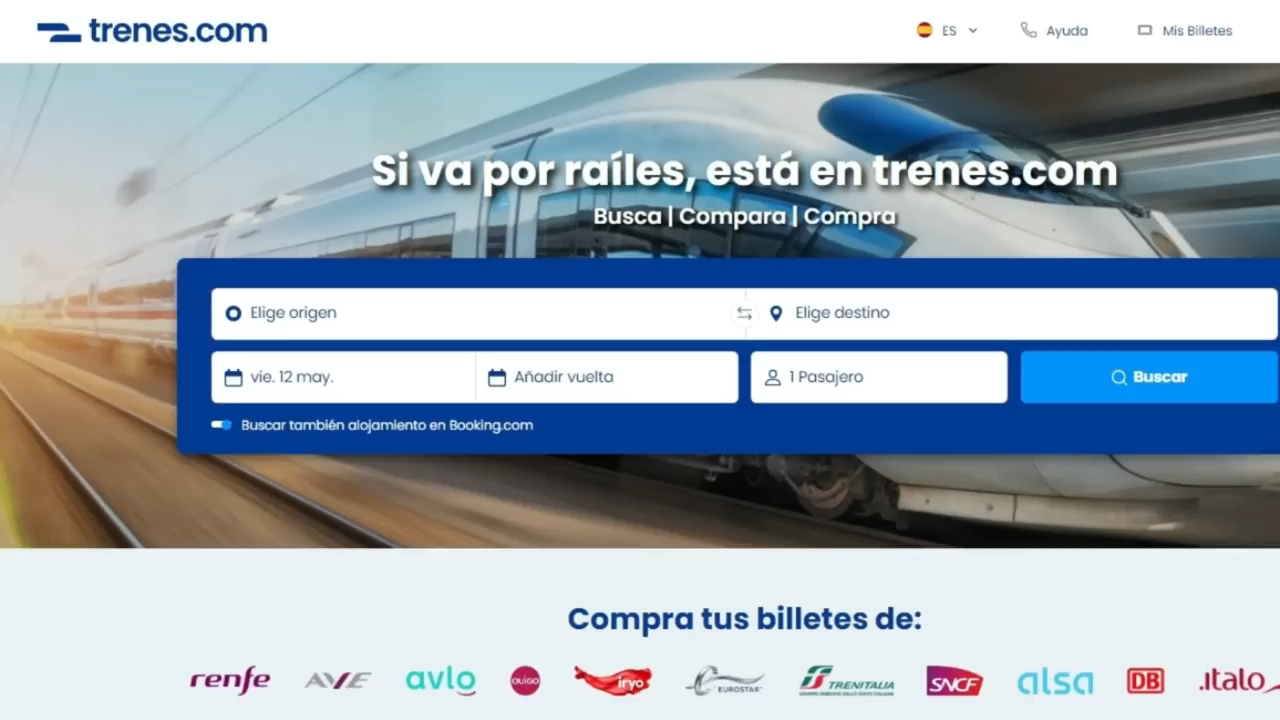 trenes.com
ES
Ayuda
Mis Billetes
Si va por raíles, está en trenes.com
Busca | Compara | Compra
Elige origen
Elige destino
vie. 12 may.
Añadir vuelta
1 Pasajero
Buscar
Buscar también alojamiento en Booking.com
Compra tus billetes de:
renfe
AVE
avlo
OUIGO
iryo
EUROSTAR
TRENITALIA
SNCF
alsa
DB
.italo